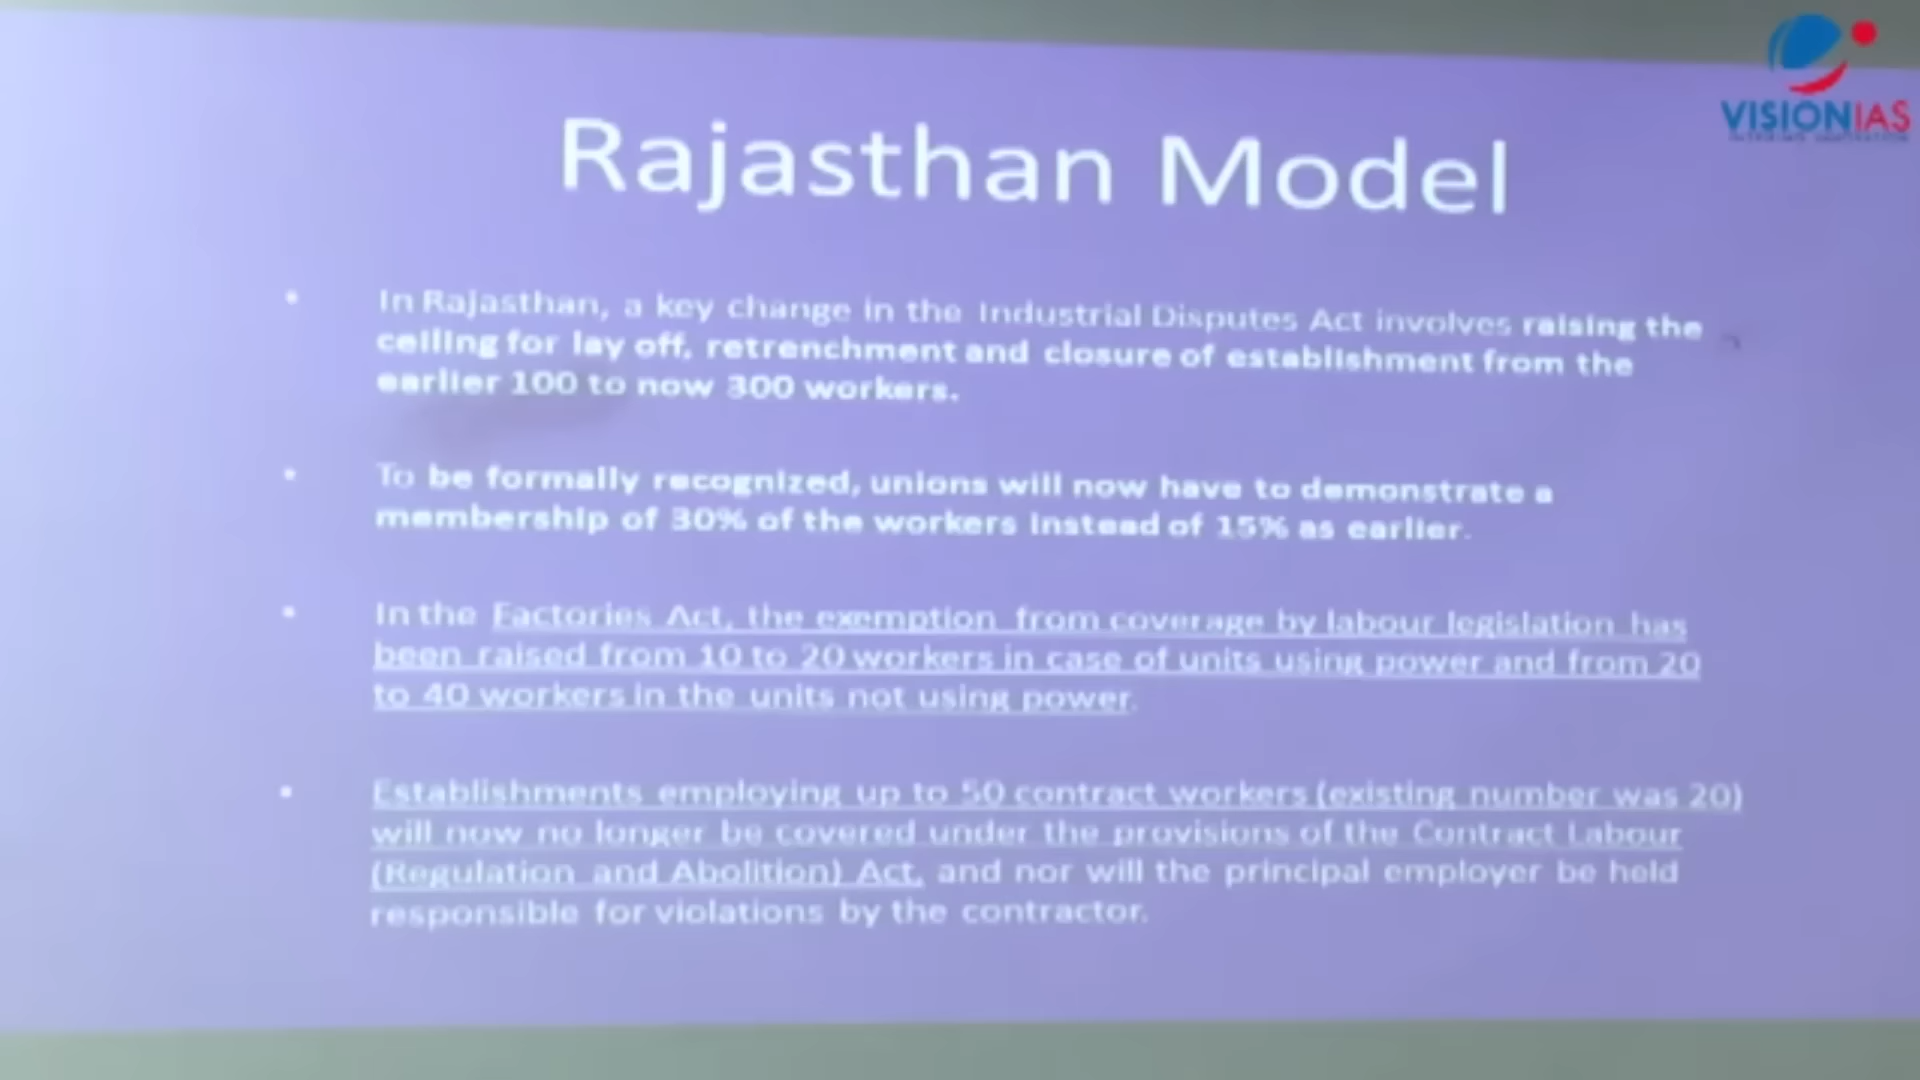 VISIONIAS
Rajasthan Model
• In Rajasthan, a key change in the Industrial Disputes Act involves raising the
ceiling for lay off, retrenchment and closure of establishment from the
earlier 100 to now 300 workers.
• To be formally recognized, unions will now have to demonstrate a
membership of 30% of the workers instead of 15% as earlier.
• In the Factories Act, the exemption from coverage by labour legislation has
been raised from 10 to 20 workers in case of units using power and from 20
to 40 workers in the units not using power.
• Establishments employing up to 50 contract workers (existing number was 20)
will now no longer be covered under the provisions of the Contract Labour
(Regulation and Abolition) Act, and nor will the principal employer be held
responsible for violations by the contractor.